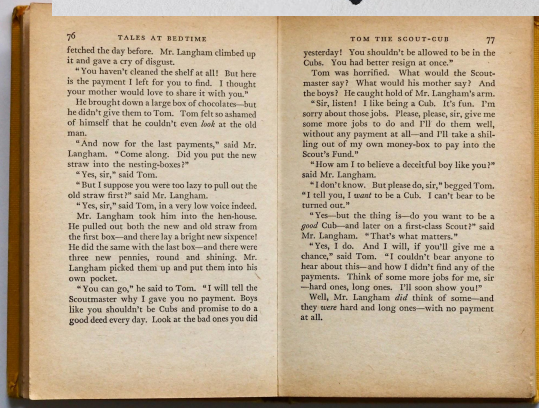 76 TALES AT BEDTIME
fetched the day before. Mr. Langham climbed up
it and gave a cry of disgust.
"You haven't cleaned the shelf at all! But here
is the payment I left for you to find. I thought
your mother would love to share it with you."
He brought down a large box of chocolates—but
he didn't give them to Tom. Tom felt so ashamed
of himself that he couldn't even look at the old
man.
"And now for the last payments," said Mr.
Langham. "Come along. Did you put the new
straw into the nesting-boxes?"
"Yes, sir," said Tom.
"But I suppose you were too lazy to pull out the
old straw first?" said Mr. Langham.
"Yes, sir," said Tom, in a very low voice indeed.
Mr. Langham took him into the hen-house.
He pulled out both the new and old straw from
the first box—and there lay a bright new sixpence!
He did the same with the last box—and there were
three new pennies, round and shining. Mr.
Langham picked them up and put them into his
own pocket.
"You can go," he said to Tom. "I will tell the
Scoutmaster why I gave you no payment. Boys
like you shouldn't be Cubs and promise to do a
good deed every day. Look at the bad ones you did
TOM THE SCOUT-CUB 77
yesterday! You shouldn't be allowed to be in the
Cubs. You had better resign at once."
Tom was horrified. What would the Scout-
master say? What would his mother say? And
the boys? He caught hold of Mr. Langham's arm.
"Sir, listen! I like being a Cub. It's fun. I'm
sorry about those jobs. Please, please, sir, give me
some more jobs to do and I'll do them well,
without any payment at all—and I'll take a shil-
ling out of my own money-box to pay into the
Scout's Fund."
"How am I to believe a deceitful boy like you?"
said Mr. Langham.
"I don't know. But please do, sir," begged Tom.
"I tell you, I want to be a Cub. I can't bear to be
turned out."
"Yes—but the thing is—do you want to be a
good Cub—and later on a first-class Scout?" said
Mr. Langham. "That's what matters."
"Yes, I do. And I will, if you'll give me a
chance," said Tom. "I couldn't bear anyone to
hear about this—and how I didn't find any of the
payments. Think of some more jobs for me, sir
—hard ones, long ones. I'll soon show you!"
Well, Mr. Langham did think of some—and
they were hard and long ones—with no payment
at all.